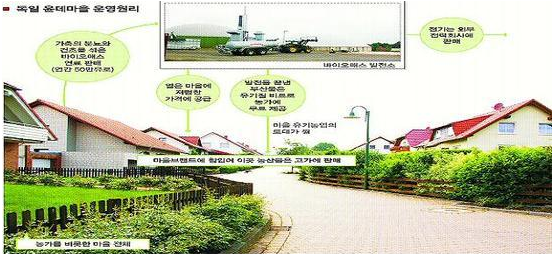 독일 윤데마을 운영원리
가축의 분뇨와
건초를 섞은
바이오매스
연료 판매
(연간 50만유로)
바이오매스 발전소
전기는 외부
전력회사에
판매
열은 마을에
저렴한
가격에 공급
발전을 끝낸
부산물은
유기질 비료로
농가에
무료 제공
마을 유기농업의
토대가 됨
마을브랜드에 힘입어 이곳 농산물은 고가에 판매
농가를 비롯한 마을 전체